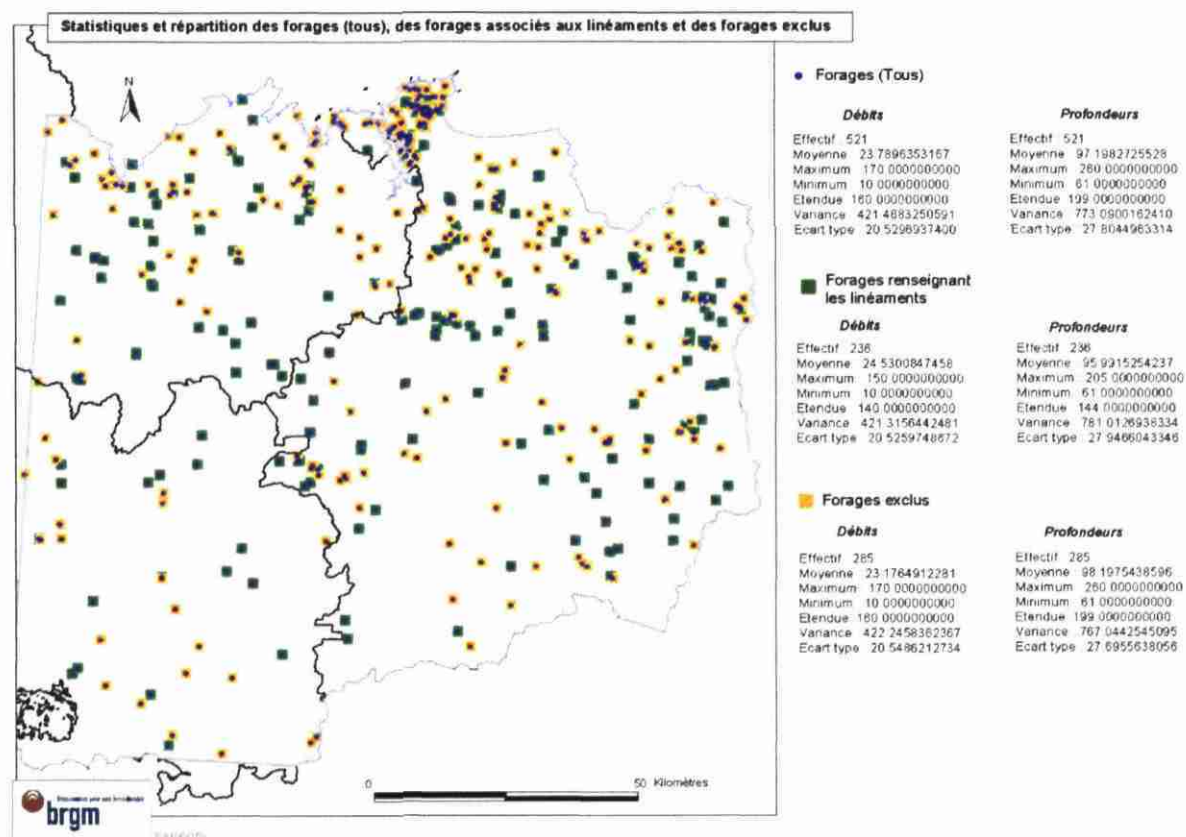 Statistiques et répartition des forages (tous), des forages associés aux linéaments et des forages exclus
N
Forages (Tous)
Débits
Effectif 521
Moyenne 23.7896353167
Maximum 170.0000000000
Minimum 10.0000000000
Etendue 160.0000000000
Variance 421.4683250591
Ecart type 20.5296937400
Profondeurs
Effectif 521
Moyenne 97.1982725528
Maximum 260.0000000000
Minimum 61.0000000000
Etendue 199.0000000000
Variance 773.0900162410
Ecart type 27.8044963314
Forages renseignant
les linéaments
Débits
Effectif 236
Moyenne 24.5300847458
Maximum 150.0000000000
Minimum 10.0000000000
Etendue 140.0000000000
Variance 421.3156442481
Ecart type 20.5259748672
Profondeurs
Effectif 236
Moyenne 95.9915254237
Maximum 205.0000000000
Minimum 61.0000000000
Etendue 144.0000000000
Variance 781.0126938334
Ecart type 27.9466043346
Forages exclus
Débits
Effectif 285
Moyenne 23.1764912281
Maximum 170.0000000000
Minimum 10.0000000000
Etendue 160.0000000000
Variance 422.2458362367
Ecart type 20.5486212734
Profondeurs
Effectif 285
Moyenne 98.1975438596
Maximum 260.0000000000
Minimum 61.0000000000
Etendue 199.0000000000
Variance 767.0442545095
Ecart type 27.6955638056
0 50 Kilomètres
brgm